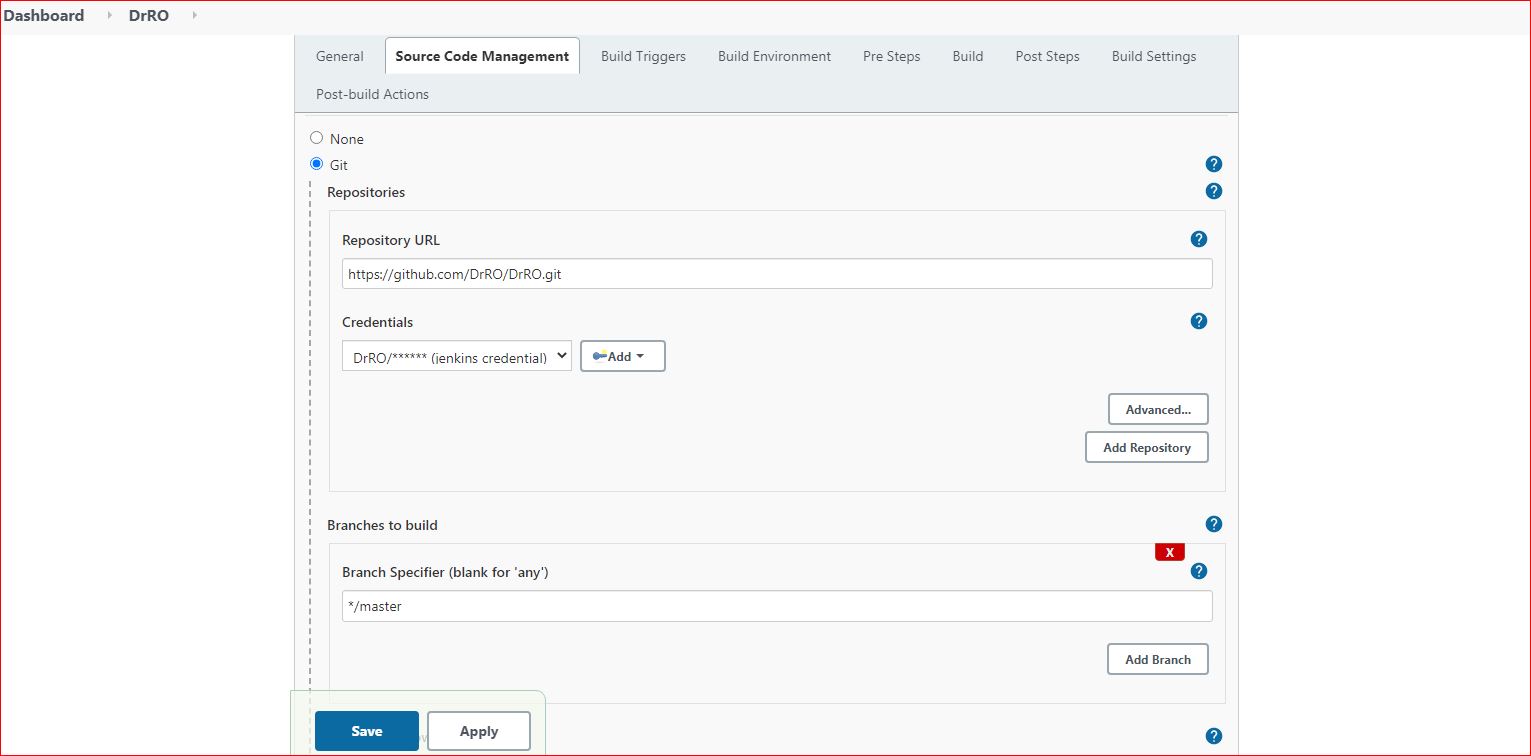 Dashboard DrRO
General Source Code Management Build Triggers Build Environment Pre Steps Build Post Steps Build Settings
Post-build Actions
None
Git
?
Repositories ?
Repository URL ?
https://github.com/DrRO/DrRO.git
Credentials ?
DrRO/****** (jenkins credential) Add
Advanced...
Add Repository
Branches to build ?
X
Branch Specifier (blank for 'any') ?
*/master
Add Branch
Save Apply ?